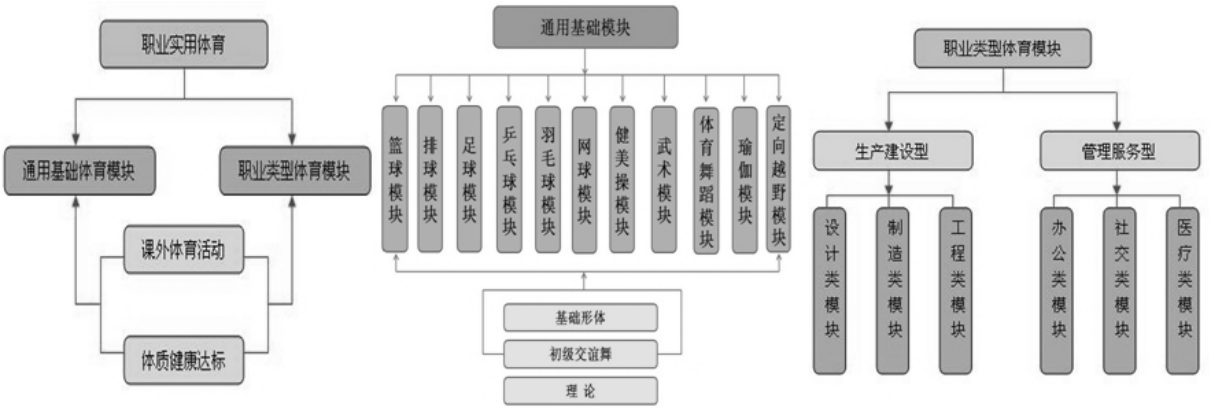 职业实用体育
通用基础体育模块
职业类型体育模块
课外体育活动
体质健康达标
通用基础模块
篮球模块
排球模块
足球模块
乒乓球模块
羽毛球模块
网球模块
健美操模块
武术模块
体育舞蹈模块
瑜伽模块
定向越野模块
基础形体
初级交谊舞
理 论
职业类型体育模块
生产建设型
管理服务型
设计类模块
制造类模块
工程类模块
办公类模块
社交类模块
医疗类模块